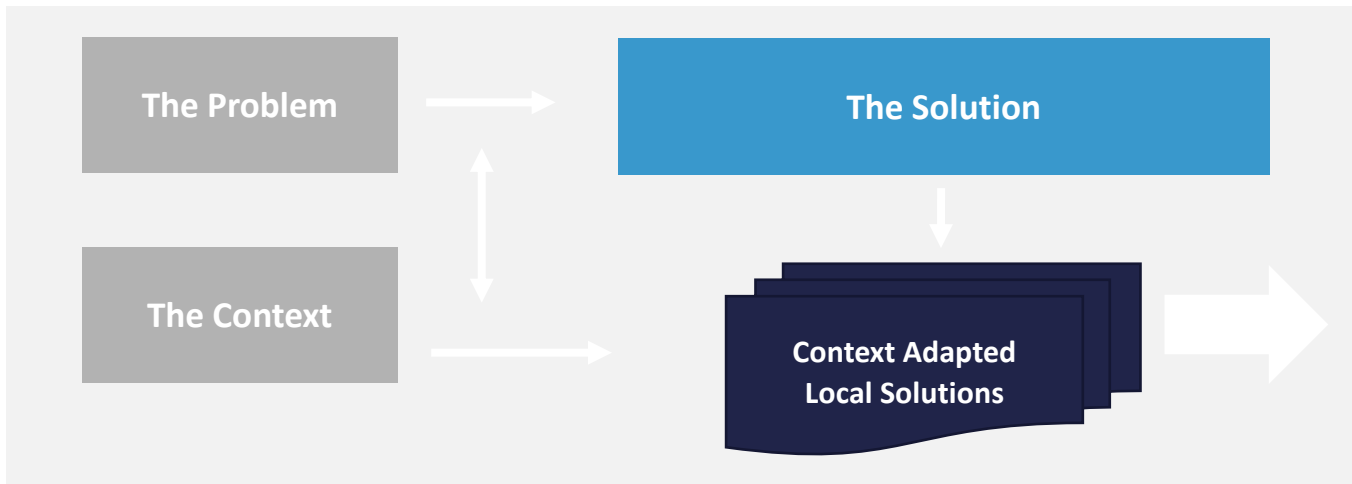 The Problem
The Solution
The Context
Context Adapted
Local Solutions